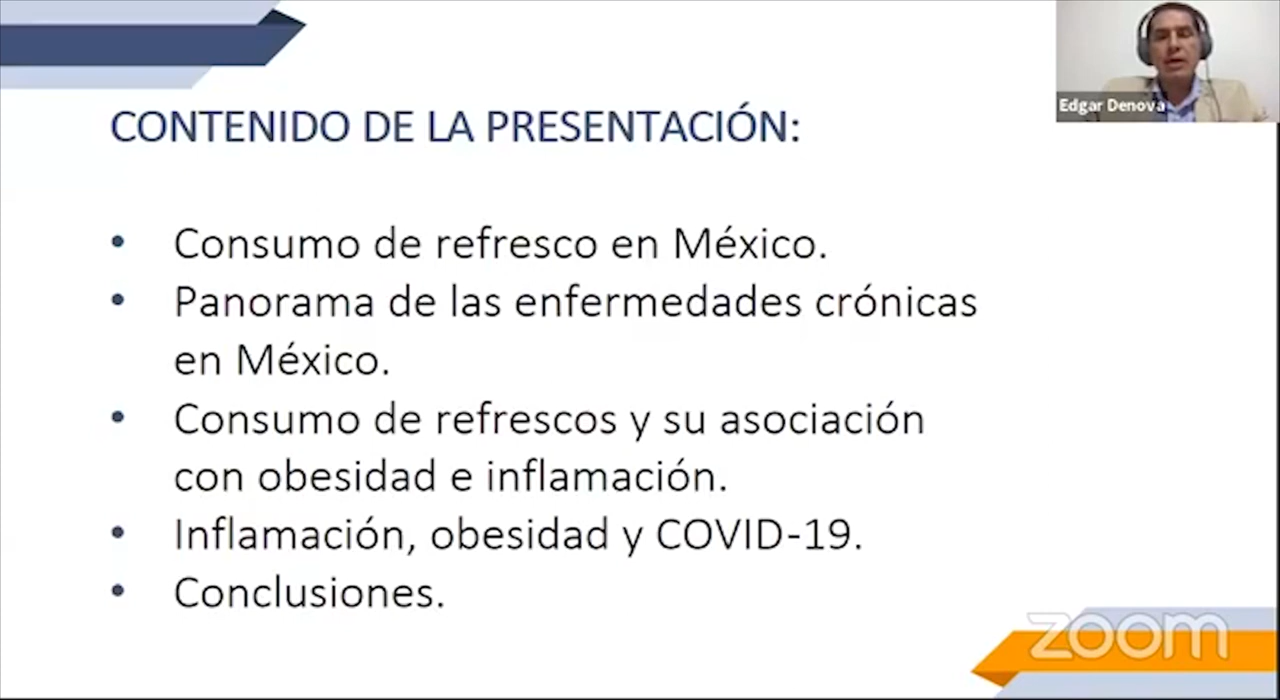 Edgar Denova
CONTENIDO DE LA PRESENTACIÓN:
• Consumo de refresco en México.
• Panorama de las enfermedades crónicas
en México.
• Consumo de refrescos y su asociación
con obesidad e inflamación.
• Inflamación, obesidad y COVID-19.
• Conclusiones.
zoom